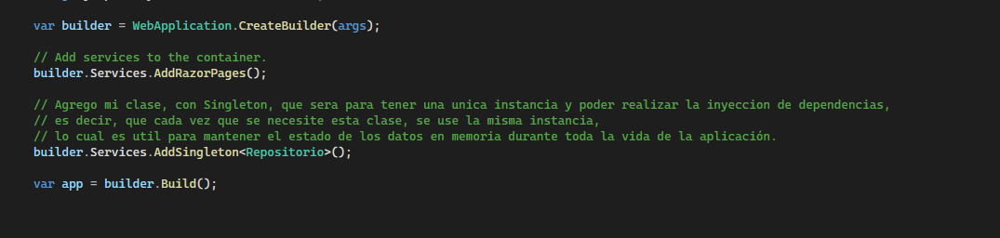 var builder = WebApplication.CreateBuilder(args);
// Add services to the container.
builder.Services.AddRazorPages();
// Agrego mi clase, con Singleton, que sera para tener una unica instancia y poder realizar la inyeccion de dependencias,
// es decir, que cada vez que se necesite esta clase, se use la misma instancia,
// lo cual es util para mantener el estado de los datos en memoria durante toda la vida de la aplicación.
builder.Services.AddSingleton<Repositorio>();
var app = builder.Build();